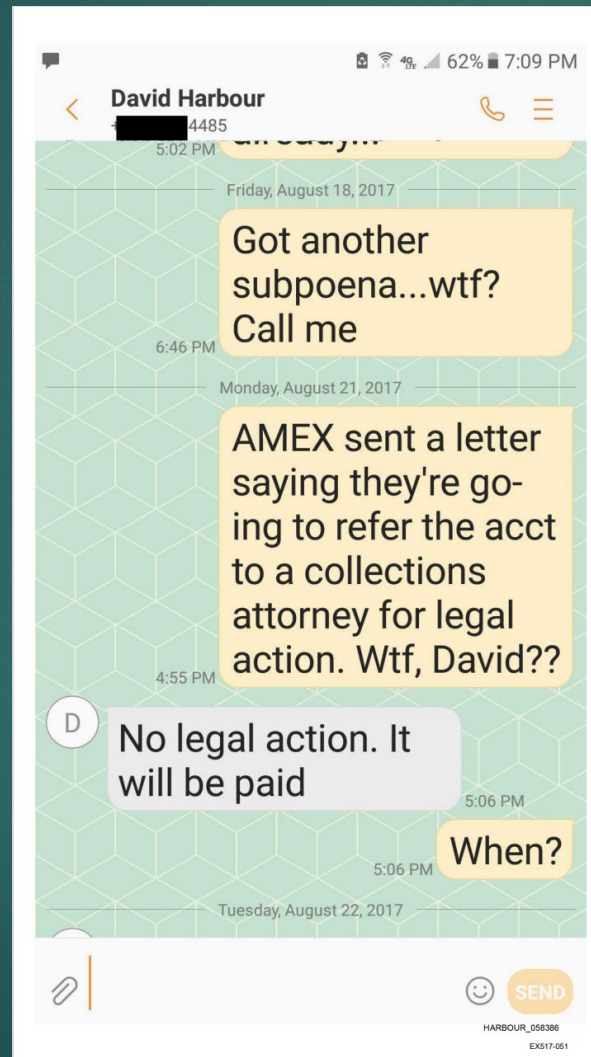 62% 7:09 PM
David Harbour
4485
5:02 PM
Friday, August 18, 2017
Got another
subpoena...wtf?
Call me
6:46 PM
Monday, August 21, 2017
AMEX sent a letter
saying they're go-
ing to refer the acct
to a collections
attorney for legal
action. Wtf, David??
4:55 PM
D
No legal action. It
will be paid
5:06 PM
When?
5:06 PM
Tuesday, August 22, 2017
SEND
HARBOUR_058386
EX517-051